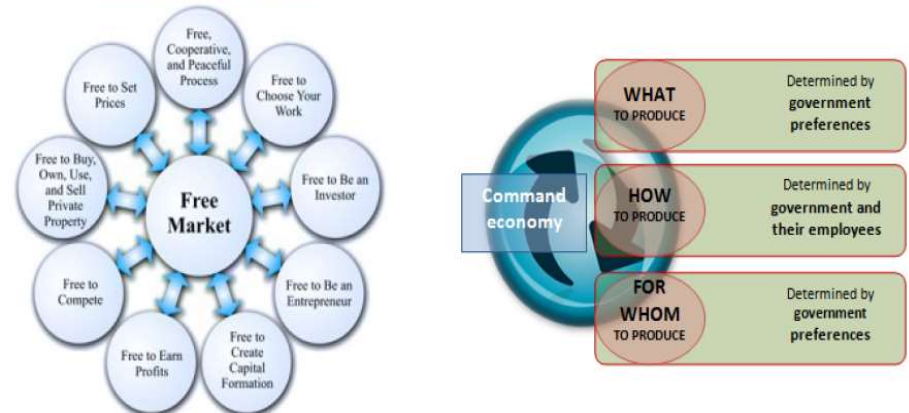 Free,
Cooperative,
and Peaceful
Process
Free to
Choose Your
Work
Free to Be an
Investor
Free to Be an
Entrepreneur
Free to
Create
Capital
Formation
Free to Earn
Profits
Free to
Compete
Free to Buy,
Own, Use,
and Sell
Private
Property
Free to Set
Prices
Free
Market
Command
economy
WHAT
TO PRODUCE
Determined by
government
preferences
HOW
TO PRODUCE
Determined by
government and
their employees
FOR
WHOM
TO PRODUCE
Determined by
government
preferences